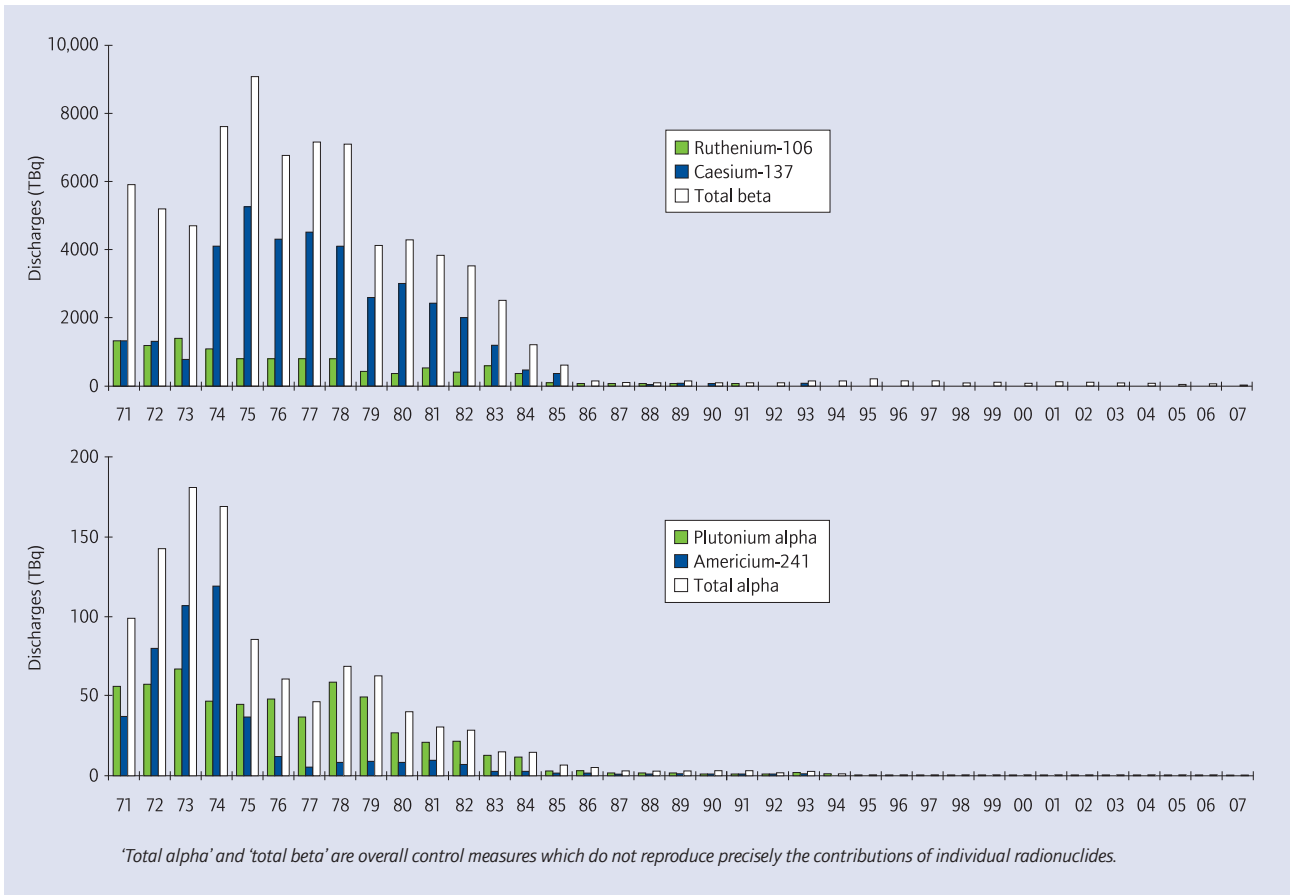 10,000
8000
6000
4000
2000
0
Discharges (TBq)
Ruthenium-106
Caesium-137
Total beta
71 72 73 74 75 76 77 78 79 80 81 82 83 84 85 86 87 88 89 90 91 92 93 94 95 96 97 98 99 00 01 02 03 04 05 06 07
200
150
100
50
0
Discharges (TBq)
Plutonium alpha
Americium-241
Total alpha
71 72 73 74 75 76 77 78 79 80 81 82 83 84 85 86 87 88 89 90 91 92 93 94 95 96 97 98 99 00 01 02 03 04 05 06 07
‘Total alpha’ and ‘total beta’ are overall control measures which do not reproduce precisely the contributions of individual radionuclides.